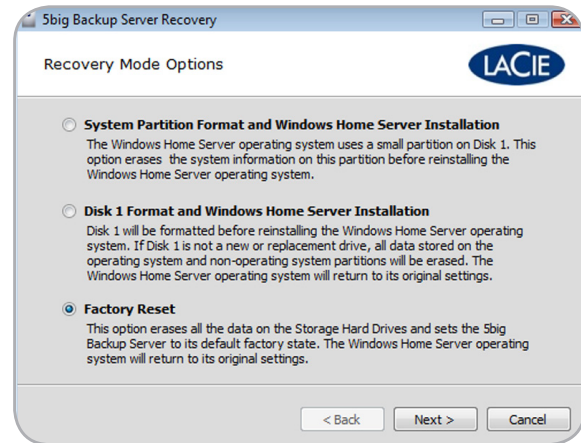 5big Backup Server Recovery
Recovery Mode Options
LACIE
System Partition Format and Windows Home Server Installation
The Windows Home Server operating system uses a small partition on Disk 1. This
option erases the system information on this partition before reinstalling the
Windows Home Server operating system.
Disk 1 Format and Windows Home Server Installation
Disk 1 will be formatted before reinstalling the Windows Home Server operating
system. If Disk 1 is not a new or replacement drive, all data stored on the
operating system and non-operating system partitions will be erased. The
Windows Home Server operating system will return to its original settings.
Factory Reset
This option erases all the data on the Storage Hard Drives and sets the 5big
Backup Server to its default factory state. The Windows Home Server operating
system will return to its original settings.
< Back Next > Cancel